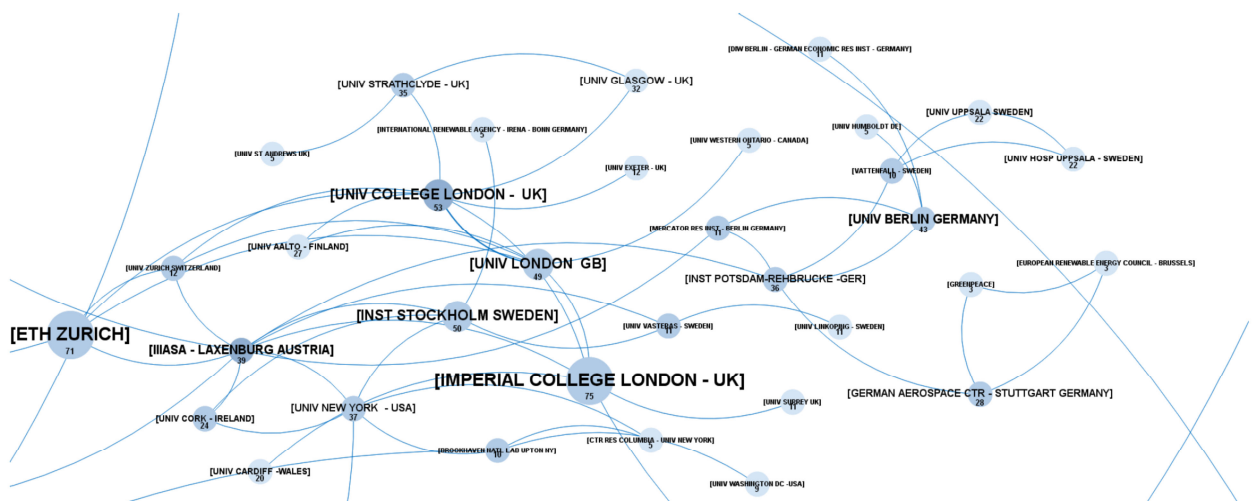 [DIW BERLIN - GERMAN ECONOMIC RES INST - GERMANY]
11
[UNIV STRATHCLYDE - UK]
35
[UNIV GLASGOW - UK]
32
[INTERNATIONAL RENEWABLE AGENCY - IRENA - BONN GERMANY]
5
[UNIV UPPSALA SWEDEN]
22
[UNIV HUMBOLDT DE]
5
[UNIV WESTERN ONTARIO - CANADA]
5
[UNIV ST ANDREWS UK]
5
[UNIV HOSP UPPSALA - SWEDEN]
22
[UNIV EXETER - UK]
12
[VATTENFALL - SWEDEN]
10
[UNIV COLLEGE LONDON - UK]
53
[UNIV BERLIN GERMANY]
43
[MERCATOR RES INST - BERLIN GERMANY]
11
[UNIV AALTO - FINLAND]
27
[UNIV ZURICH SWITZERLAND]
12
[UNIV LONDON GB]
49
[EUROPEAN RENEWABLE ENERGY COUNCIL - BRUSSELS]
3
[INST POTSDAM-REHBRUCKE -GER]
36
[GREENPEACE]
3
[INST STOCKHOLM SWEDEN]
50
[UNIV VASTERAS - SWEDEN]
11
[UNIV LINKOPING - SWEDEN]
11
[ETH ZURICH]
71
[IIIASA - LAXENBURG AUSTRIA]
39
[IMPERIAL COLLEGE LONDON - UK]
75
[GERMAN AEROSPACE CTR - STUTTGART GERMANY]
28
[UNIV SURREY UK]
11
[UNIV NEW YORK - USA]
37
[UNIV CORK - IRELAND]
24
[CTR RES COLUMBIA - UNIV NEW YORK]
5
[BROOKHAVEN NATL LAB UPTON NY]
10
[UNIV CARDIFF -WALES]
20
[UNIV WASHINGTON DC -USA]
9